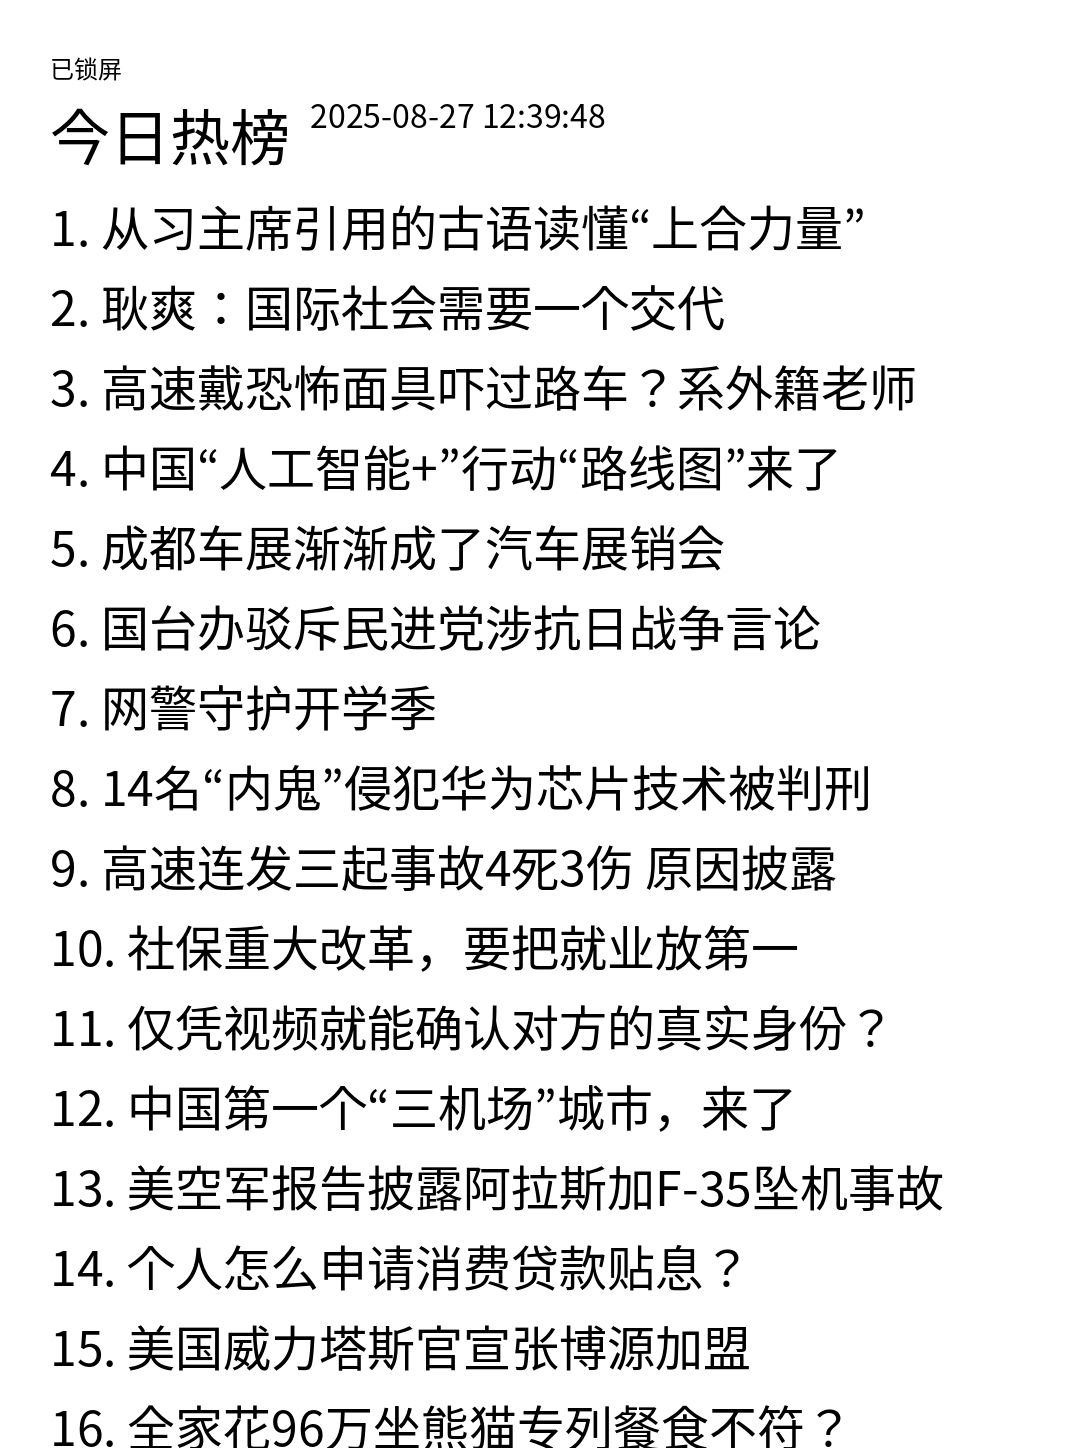 已锁屏
今日热榜 2025-08-27 12:39:48
1. 从习主席引用的古语读懂“上合力量”
2. 耿爽：国际社会需要一个交代
3. 高速戴恐怖面具吓过路车？系外籍老师
4. 中国“人工智能+”行动“路线图”来了
5. 成都车展渐渐成了汽车展销会
6. 国台办驳斥民进党涉抗日战争言论
7. 网警守护开学季
8. 14名“内鬼”侵犯华为芯片技术被判刑
9. 高速连发三起事故4死3伤 原因披露
10. 社保重大改革，要把就业放第一
11. 仅凭视频就能确认对方的真实身份？
12. 中国第一个“三机场”城市，来了
13. 美空军报告披露阿拉斯加F-35坠机事故
14. 个人怎么申请消费贷款贴息？
15. 美国威力塔斯官宣张博源加盟
16. 全家花96万坐熊猫专列餐食不符？